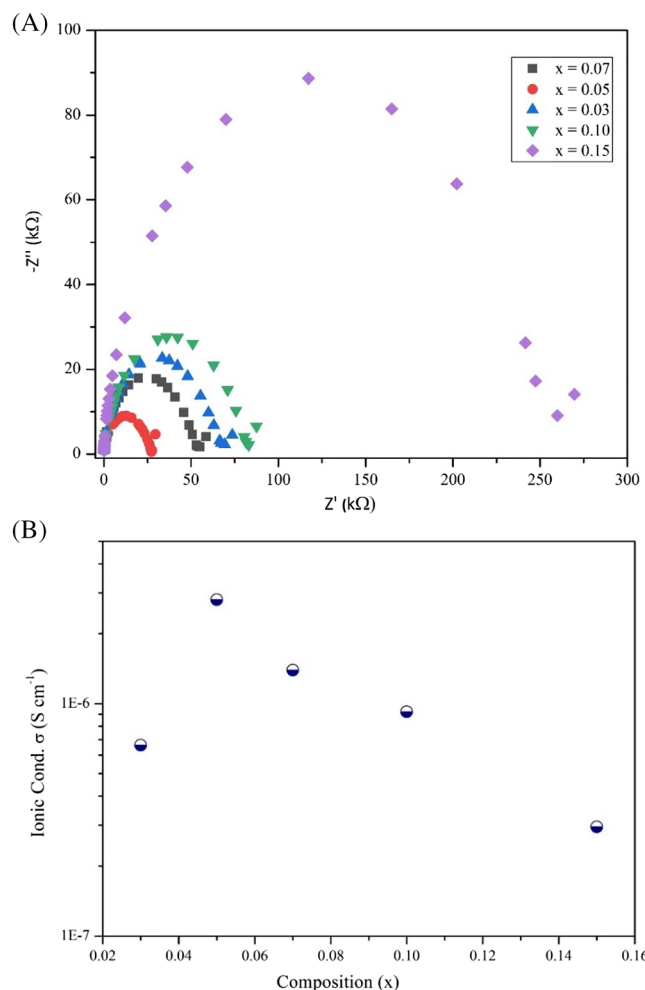 (A)
100
80
60
40
20
0
-Z'' (kΩ)
x = 0.07
x = 0.05
x = 0.03
x = 0.10
x = 0.15
0 50 100 150 200 250 300
Z' (kΩ)
(B)
1E-6
1E-7
Ionic Cond. σ (S cm⁻¹)
0.02 0.04 0.06 0.08 0.10 0.12 0.14 0.16
Composition (x)